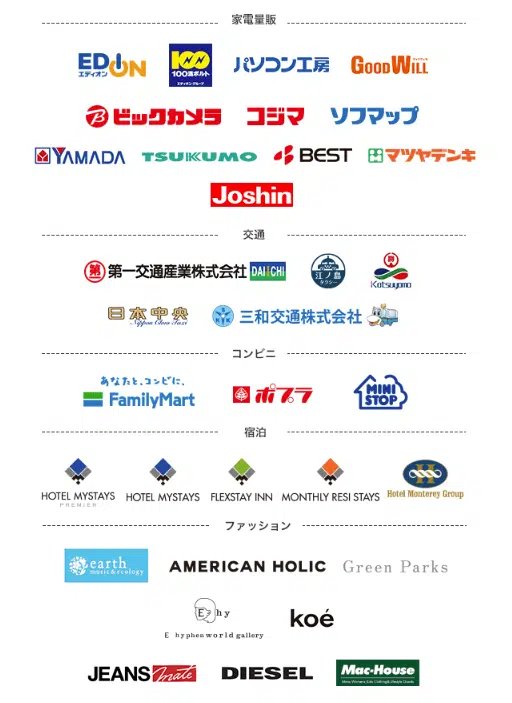 家電量販
EDION
エディオン
100
100満ボルト
エディオングループ
パソコン工房
GOODWILL
ビックカメラ
コジマ
ソフマップ
YAMADA
TSUKUMO
BEST
マツヤデンキ
Joshin
交通
第一交通産業株式会社 DAIICHI
江ノ島
タクシー
Katsuyama
日本中央
Nippon Chuo Taxi
三和交通株式会社
コンビニ
あなたと、コンビに、
FamilyMart
ポプラ
MINI
STOP
宿泊
HOTEL MYSTAYS
PREMIER
HOTEL MYSTAYS
FLEXSTAY INN
MONTHLY RESI STAYS
H
Hotel Monterey Group
ファッション
earth
music&ecology
AMERICAN HOLIC
Green Parks
E hy
E hyphen world gallery
koé
JEANS mate
DIESEL
Mac-House